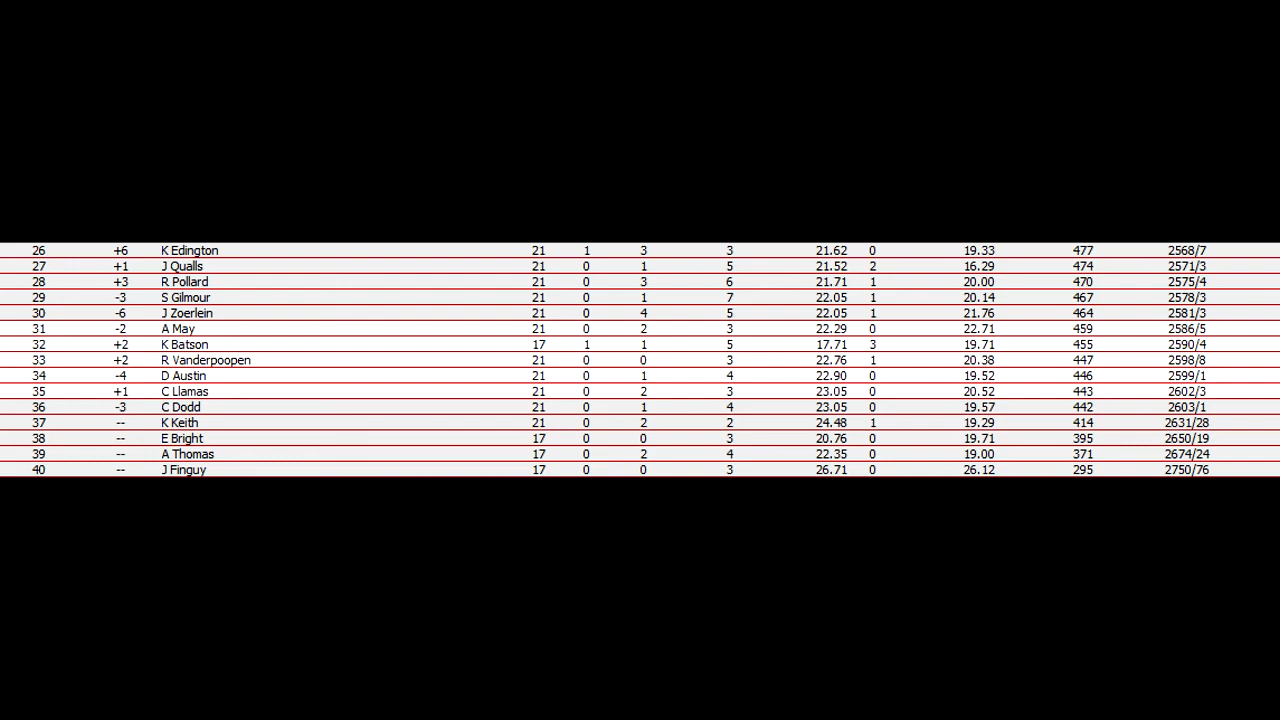 26 +6 K Edington 21 1 3 3 21.62 0 19.33 477 2568/7
27 +1 J Qualls 21 0 1 5 21.52 2 16.29 474 2571/3
28 +3 R Pollard 21 0 3 6 21.71 1 20.00 470 2575/4
29 -3 S Gilmour 21 0 1 7 22.05 1 20.14 467 2578/3
30 -6 J Zoerlein 21 0 4 5 22.05 1 21.76 464 2581/3
31 -2 A May 21 0 2 3 22.29 0 22.71 459 2586/5
32 +2 K Batson 17 1 1 5 17.71 3 19.71 455 2590/4
33 +2 R Vanderpoopen 21 0 0 3 22.76 1 20.38 447 2598/8
34 -4 D Austin 21 0 1 4 22.90 0 19.52 446 2599/1
35 +1 C Llamas 21 0 2 3 23.05 0 20.52 443 2602/3
36 -3 C Dodd 21 0 1 4 23.05 0 19.57 442 2603/1
37 -- K Keith 21 0 2 2 24.48 1 19.29 414 2631/28
38 -- E Bright 17 0 0 3 20.76 0 19.71 395 2650/19
39 -- A Thomas 17 0 2 4 22.35 0 19.00 371 2674/24
40 -- J Finguy 17 0 0 3 26.71 0 26.12 295 2750/76